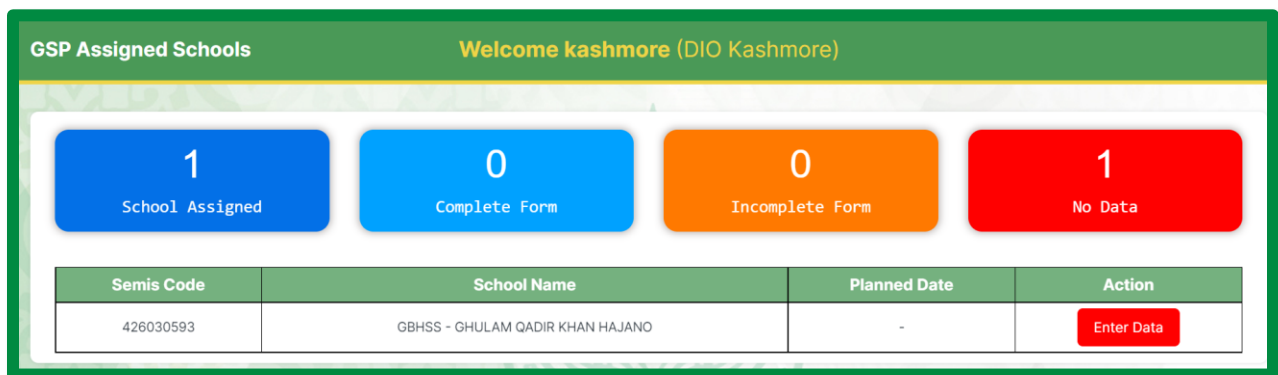 GSP Assigned Schools Welcome kashmore (DIO Kashmore)
1 0 0 1
School Assigned Complete Form Incomplete Form No Data
Semis Code School Name Planned Date Action
426030593 GBHSS - GHULAM QADIR KHAN HAJANO - Enter Data